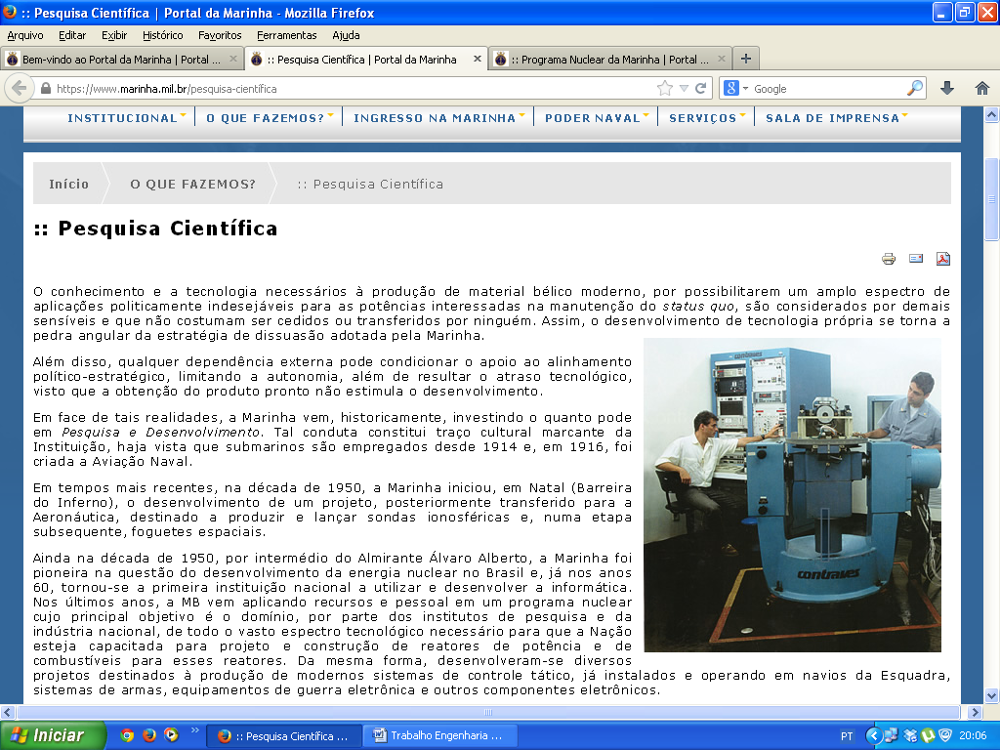 :: Pesquisa Científica | Portal da Marinha - Mozilla Firefox
Arquivo Editar Exibir Histórico Favoritos Ferramentas Ajuda
Bem-vindo ao Portal da Marinha | Portal ...
:: Pesquisa Científica | Portal da Marinha
:: Programa Nuclear da Marinha | Portal ...
https://www.marinha.mil.br/pesquisa-científica
Google
INSTITUCIONAL O QUE FAZEMOS? INGRESSO NA MARINHA PODER NAVAL SERVIÇOS SALA DE IMPRENSA
Início O QUE FAZEMOS? :: Pesquisa Científica
:: Pesquisa Científica
O conhecimento e a tecnologia necessários à produção de material bélico moderno, por possibilitarem um amplo espectro de
aplicações politicamente indesejáveis para as potências interessadas na manutenção do status quo, são considerados por demais
sensíveis e que não costumam ser cedidos ou transferidos por ninguém. Assim, o desenvolvimento de tecnologia própria se torna a
pedra angular da estratégia de dissuasão adotada pela Marinha.
Além disso, qualquer dependência externa pode condicionar o apoio ao alinhamento
político-estratégico, limitando a autonomia, além de resultar o atraso tecnológico,
visto que a obtenção do produto pronto não estimula o desenvolvimento.
Em face de tais realidades, a Marinha vem, historicamente, investindo o quanto pode
em Pesquisa e Desenvolvimento. Tal conduta constitui traço cultural marcante da
Instituição, haja vista que submarinos são empregados desde 1914 e, em 1916, foi
criada a Aviação Naval.
Em tempos mais recentes, na década de 1950, a Marinha iniciou, em Natal (Barreira
do Inferno), o desenvolvimento de um projeto, posteriormente transferido para a
Aeronáutica, destinado a produzir e lançar sondas ionosféricas e, numa etapa
subsequente, foguetes espaciais.
Ainda na década de 1950, por intermédio do Almirante Álvaro Alberto, a Marinha foi
pioneira na questão do desenvolvimento da energia nuclear no Brasil e, já nos anos
60, tornou-se a primeira instituição nacional a utilizar e desenvolver a informática.
Nos últimos anos, a MB vem aplicando recursos e pessoal em um programa nuclear
cujo principal objetivo é o domínio, por parte dos institutos de pesquisa e da
indústria nacional, de todo o vasto espectro tecnológico necessário para que a Nação
esteja capacitada para projeto e construção de reatores de potência e de
combustíveis para esses reatores. Da mesma forma, desenvolveram-se diversos
projetos destinados à produção de modernos sistemas de controle tático, já instalados e operando em navios da Esquadra,
sistemas de armas, equipamentos de guerra eletrônica e outros componentes eletrônicos.
contraves
contraves
Iniciar
:: Pesquisa Científica ...
Trabalho Engenharia ...
PT
20:06